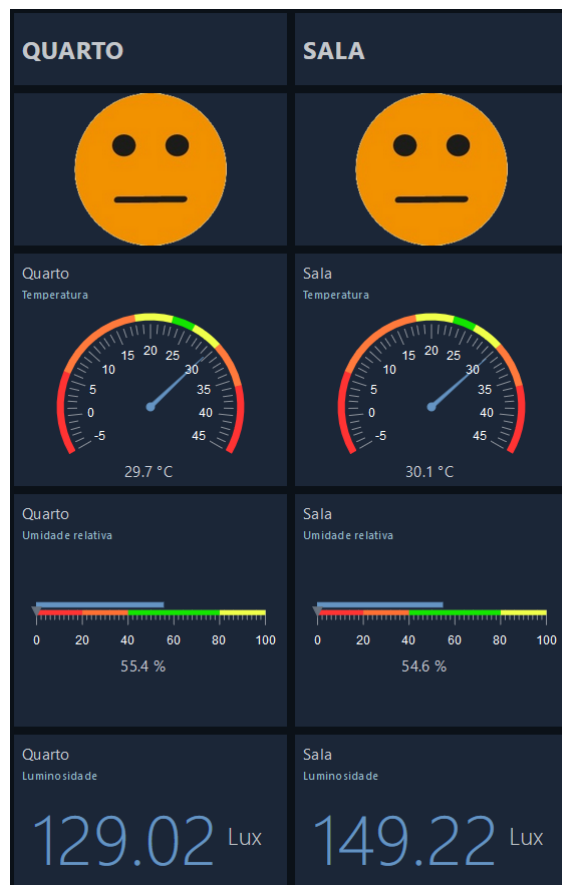 QUARTO
SALA
Quarto
Temperatura
-5 0 5 10 15 20 25 30 35 40 45
29.7 °C
Sala
Temperatura
-5 0 5 10 15 20 25 30 35 40 45
30.1 °C
Quarto
Umidade relativa
0 20 40 60 80 100
55.4 %
Sala
Umidade relativa
0 20 40 60 80 100
54.6 %
Quarto
Luminosidade
129.02 Lux
Sala
Luminosidade
149.22 Lux